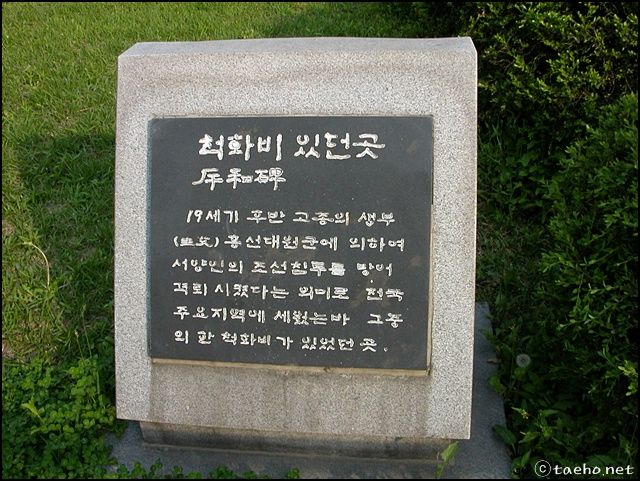 척화비 있던곳
斥和碑
19세기 후반 고종의 생부
(生父) 흥선대원군에 의하여
서양인의 조선침투를 방어
격퇴 시켰다는 의미로 전국
주요지역에 세웠는바 그중
의 한 척화비가 있었던 곳.
©taeho.net